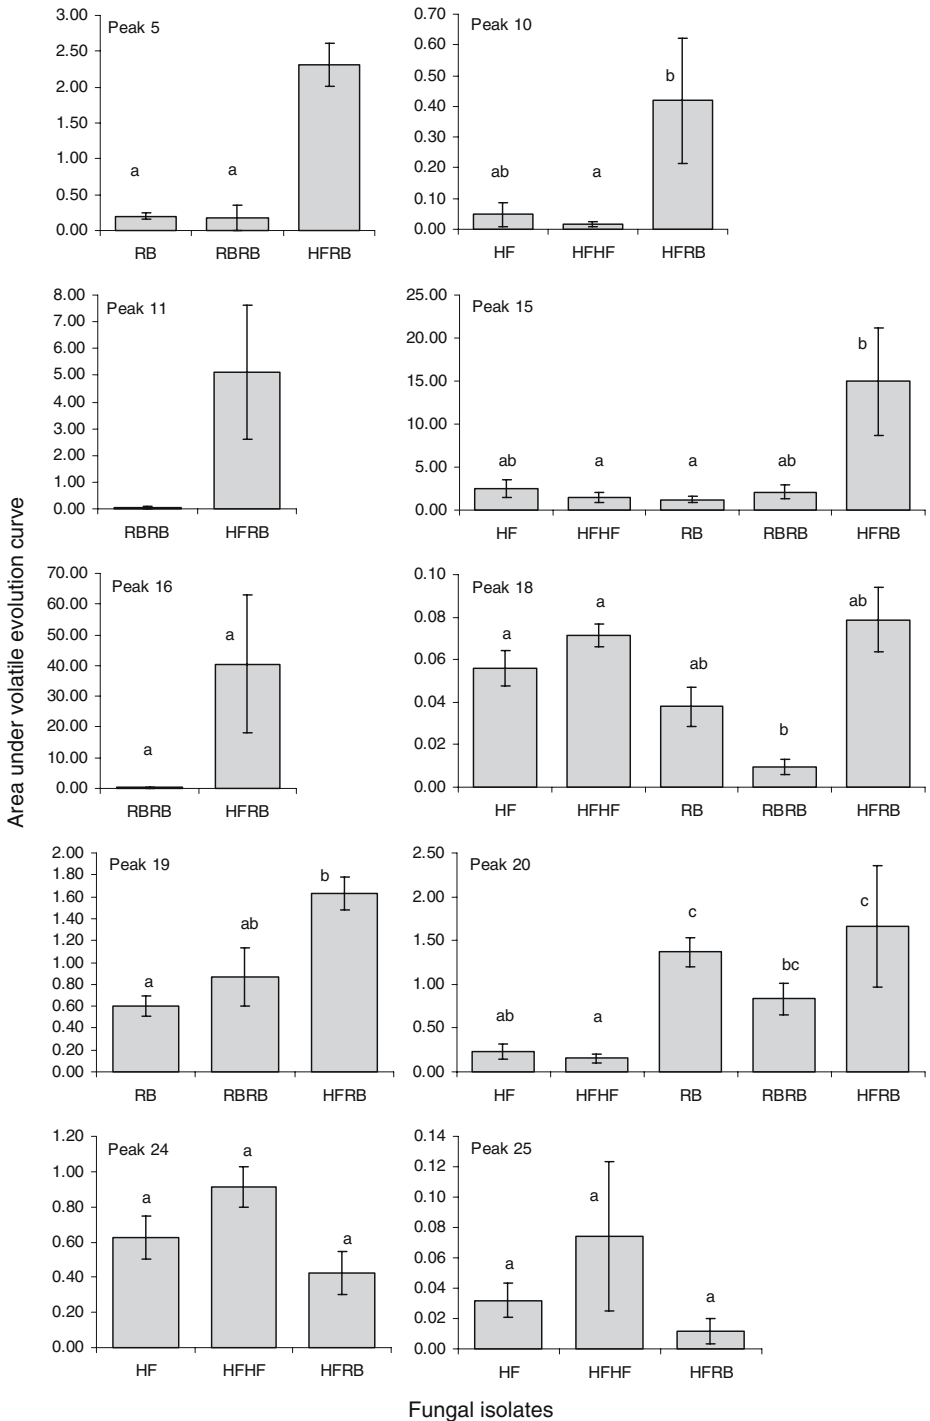 Area under volatile evolution curve
Peak 5
3.00
2.50
2.00
1.50
1.00
0.50
0.00
a
a
RB
RBRB
HFRB
Peak 10
0.70
0.60
0.50
0.40
0.30
0.20
0.10
0.00
ab
a
b
HF
HFHF
HFRB
Peak 11
8.00
7.00
6.00
5.00
4.00
3.00
2.00
1.00
0.00
RBRB
HFRB
Peak 15
25.00
20.00
15.00
10.00
5.00
0.00
ab
a
a
ab
b
HF
HFHF
RB
RBRB
HFRB
Peak 16
70.00
60.00
50.00
40.00
30.00
20.00
10.00
0.00
a
a
RBRB
HFRB
Peak 18
0.10
0.08
0.06
0.04
0.02
0.00
a
a
ab
b
ab
HF
HFHF
RB
RBRB
HFRB
Peak 19
2.00
1.80
1.60
1.40
1.20
1.00
0.80
0.60
0.40
0.20
0.00
a
ab
b
RB
RBRB
HFRB
Peak 20
2.50
2.00
1.50
1.00
0.50
0.00
ab
a
c
bc
c
HF
HFHF
RB
RBRB
HFRB
Peak 24
1.20
1.00
0.80
0.60
0.40
0.20
0.00
a
a
a
HF
HFHF
HFRB
Peak 25
0.14
0.12
0.10
0.08
0.06
0.04
0.02
0.00
a
a
a
HF
HFHF
HFRB
Fungal isolates